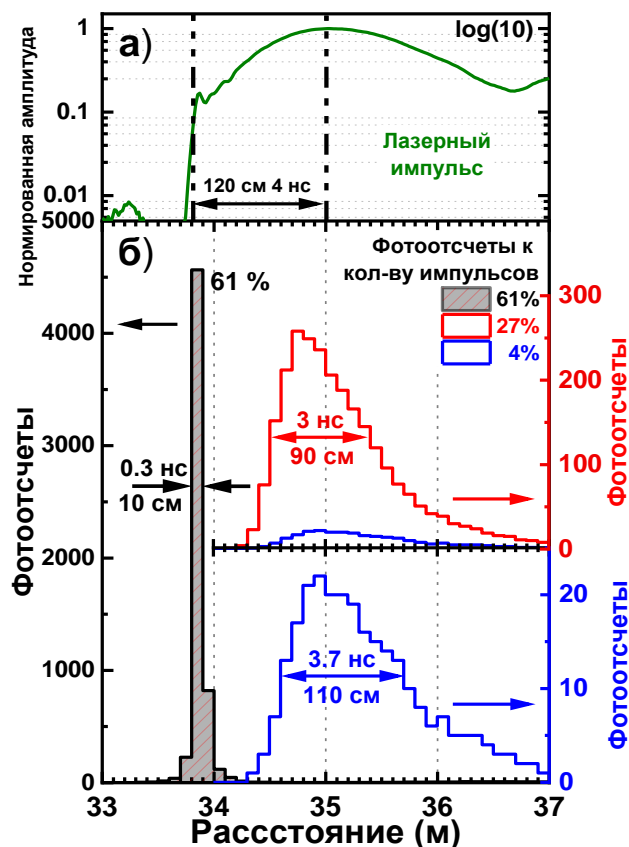 а)
log(10)
Нормированная амплитуда
1
0.1
0.01
Лазерный
импульс
120 см 4 нс
5000
б)
Фотоотсчеты к
кол-ву импульсов
61%
27%
4%
61 %
4000
3000
2000
1000
0
Фотоотсчеты
0.3 нс
10 см
300
200
100
0
Фотоотсчеты
3 нс
90 см
20
10
0
Фотоотсчеты
3.7 нс
110 см
33
34
35
36
37
Рассстояние (м)